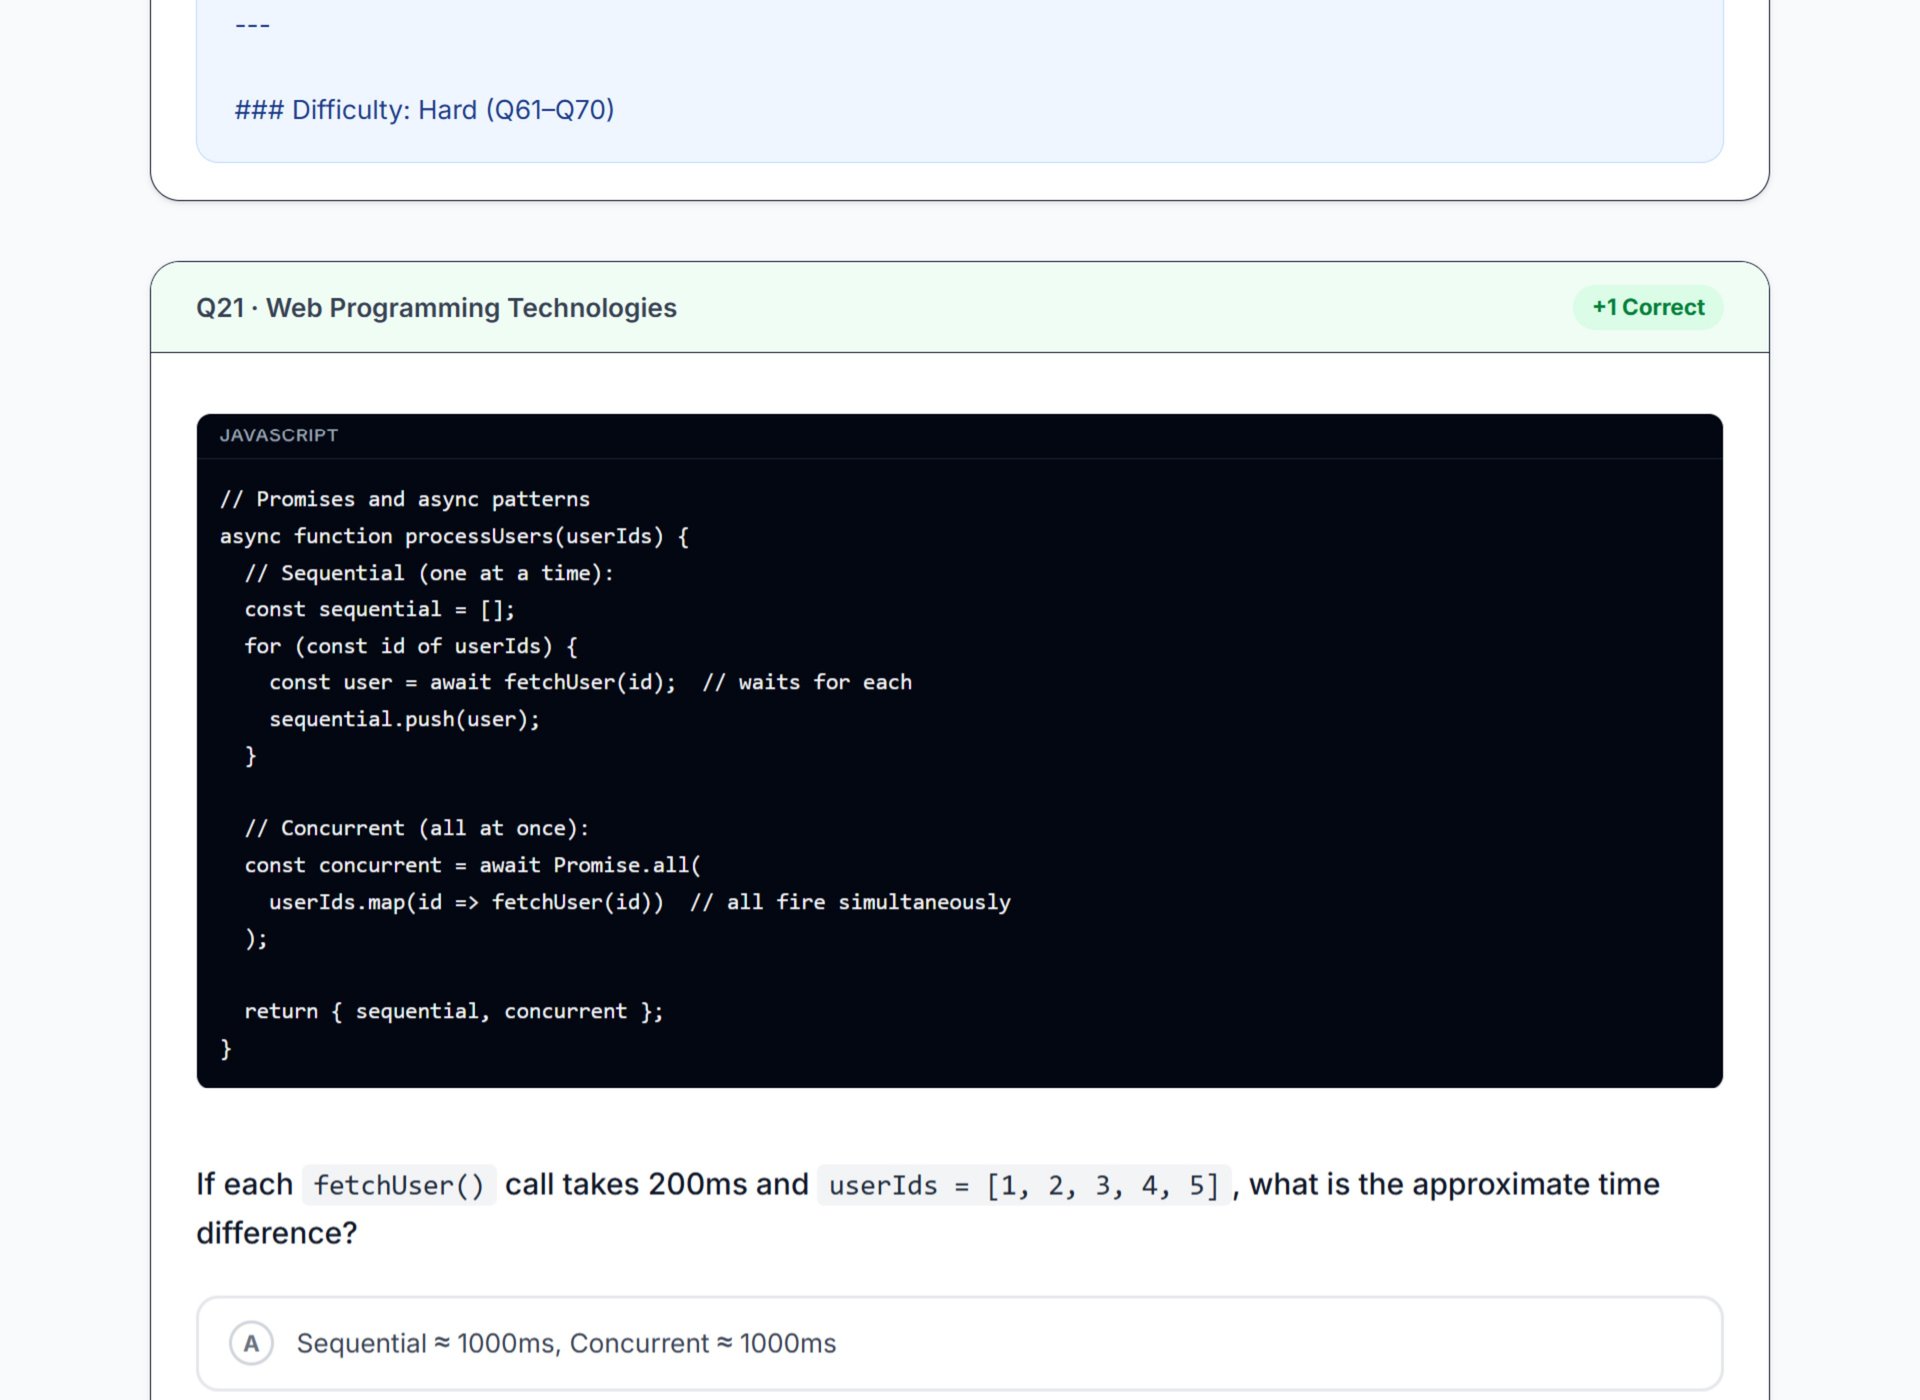 ---
### Difficulty: Hard (Q61–Q70)
Q21 · Web Programming Technologies
+1 Correct
JAVASCRIPT
// Promises and async patterns
async function processUsers(userIds) {
  // Sequential (one at a time):
  const sequential = [];
  for (const id of userIds) {
    const user = await fetchUser(id);  // waits for each
    sequential.push(user);
  }
  // Concurrent (all at once):
  const concurrent = await Promise.all(
    userIds.map(id => fetchUser(id))  // all fire simultaneously
  );
  return { sequential, concurrent };
}
If each fetchUser() call takes 200ms and userIds = [1, 2, 3, 4, 5] , what is the approximate time
difference?
A Sequential ≈ 1000ms, Concurrent ≈ 1000ms